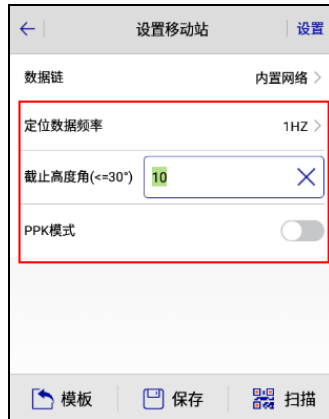 设置移动站 设置
数据链 内置网络
定位数据频率 1HZ
截止高度角(<=30°) 10
PPK模式
模板 保存 扫描